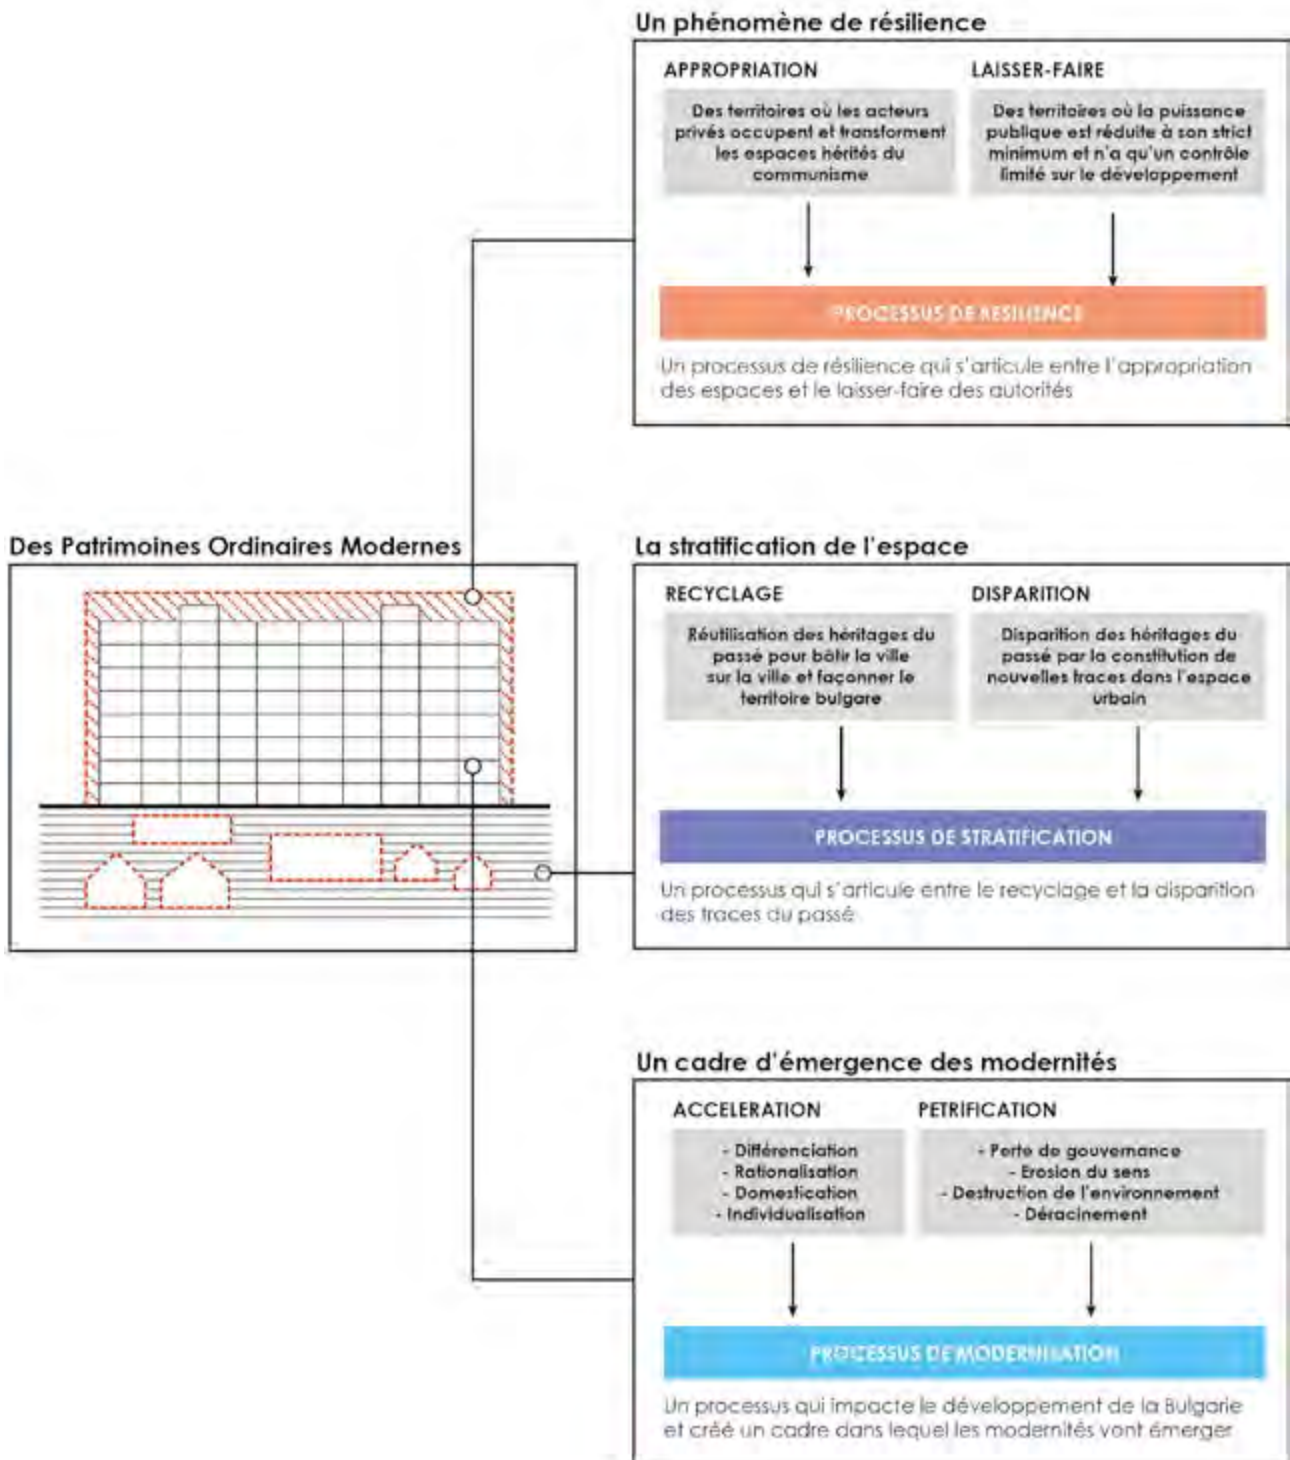 Un phénomène de résilience
APPROPRIATION
Des territoires où les acteurs
privés occupent et transforment
les espaces hérités du
communisme
LAISSER-FAIRE
Des territoires où la puissance
publique est réduite à son strict
minimum et n'a qu'un contrôle
limité sur le développement
PROCESSUS DE RESILIENCE
Un processus de résilience qui s'articule entre l'appropriation
des espaces et le laisser-faire des autorités
Des Patrimoines Ordinaires Modernes
La stratification de l'espace
RECYCLAGE
Réutilisation des héritages du
passé pour bâtir la ville
sur la ville et façonner le
territoire bulgare
DISPARITION
Disparition des héritages du
passé par la constitution de
nouvelles traces dans l'espace
urbain
PROCESSUS DE STRATIFICATION
Un processus qui s'articule entre le recyclage et la disparition
des traces du passé
Un cadre d'émergence des modernités
ACCELERATION
- Différenciation
- Rationalisation
- Domestication
- Individualisation
PETRIFICATION
- Perte de gouvernance
- Erosion du sens
- Destruction de l'environnement
- Déracinement
PROCESSUS DE MODERNISATION
Un processus qui impacte le développement de la Bulgarie
et créé un cadre dans lequel les modernités vont émerger